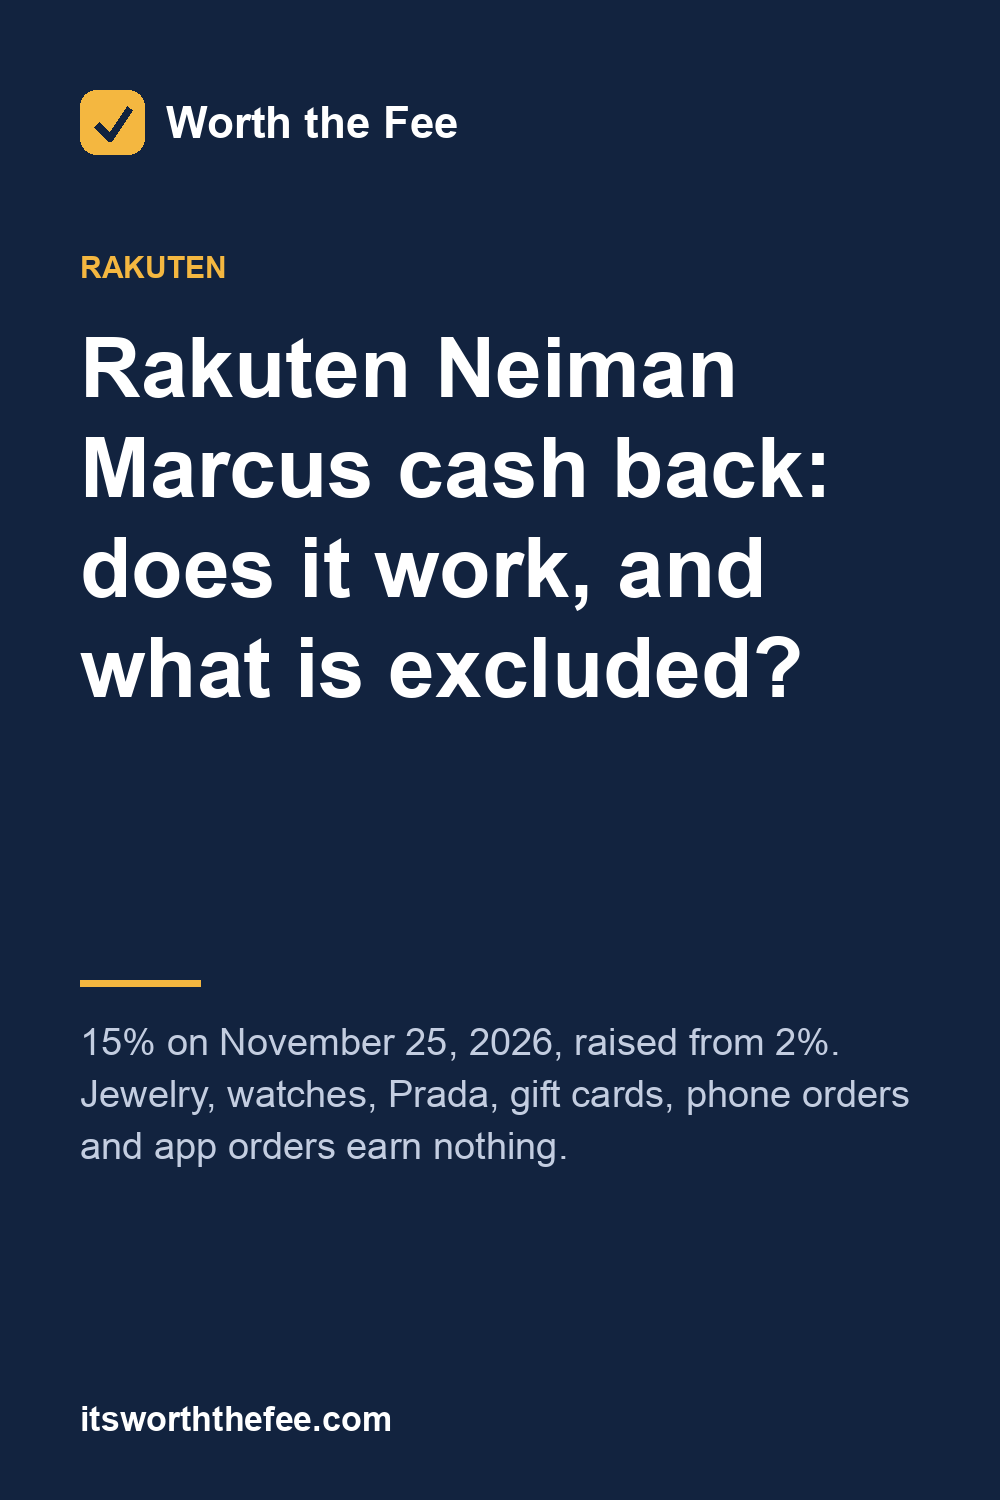 Worth the Fee
RAKUTEN
Rakuten Neiman
Marcus cash back:
does it work, and
what is excluded?
15% on November 25, 2026, raised from 2%.
Jewelry, watches, Prada, gift cards, phone orders
and app orders earn nothing.
itsworththefee.com